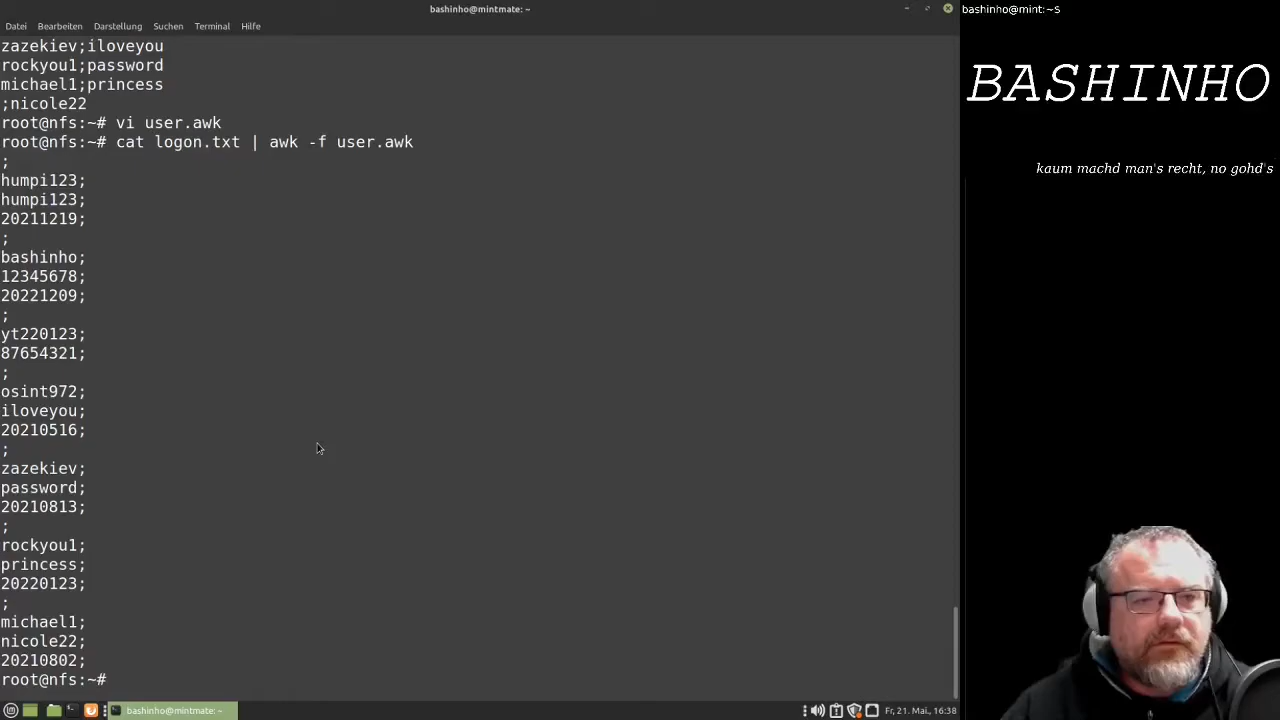 bashinho@mintmate: ~
Datei Bearbeiten Darstellung Suchen Terminal Hilfe
zazekiev;iloveyou
rockyou1;password
michael1;princess
;nicole22
root@nfs:~# vi user.awk
root@nfs:~# cat logon.txt | awk -f user.awk
;
humpi123;
humpi123;
20211219;
;
bashinho;
12345678;
20221209;
;
yt220123;
87654321;
;
osint972;
iloveyou;
20210516;
;
zazekiev;
password;
20210813;
;
rockyou1;
princess;
20220123;
;
michael1;
nicole22;
20210802;
root@nfs:~#
bashinho@mintmate: ~
Fr, 21. Mai., 16:38
bashinho@mint:~$
BASHINHO
kaum machd man's recht, no gohd's